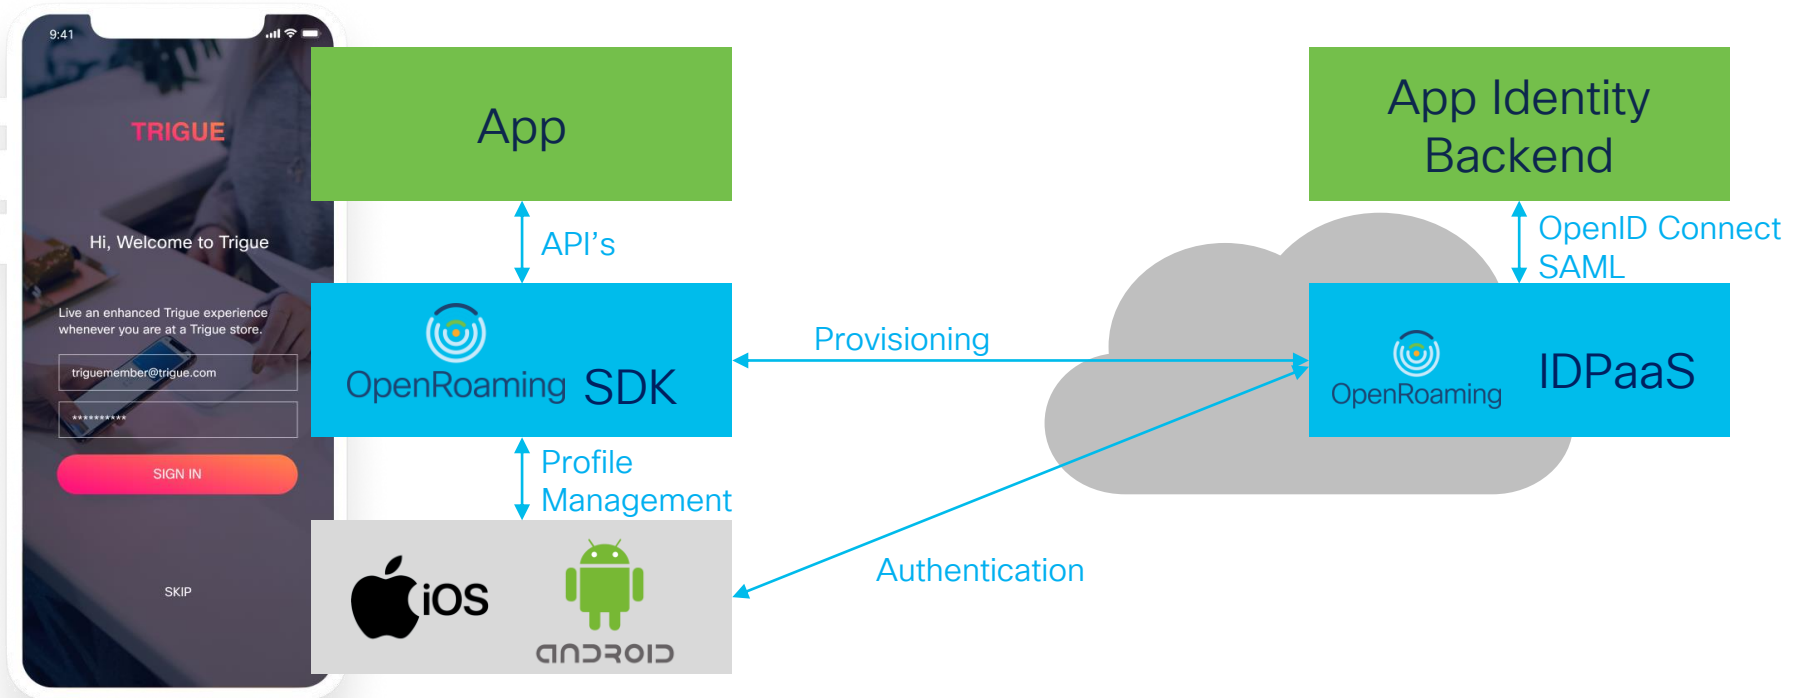 9:41
TRIGUE
Hi, Welcome to Trigue
Live an enhanced Trigue experience
whenever you are at a Trigue store.
triguemember@trigue.com
**********
SIGN IN
SKIP
App
API's
OpenRoaming SDK
Profile
Management
iOS
android
Provisioning
Authentication
App Identity
Backend
OpenID Connect
SAML
OpenRoaming IDPaaS